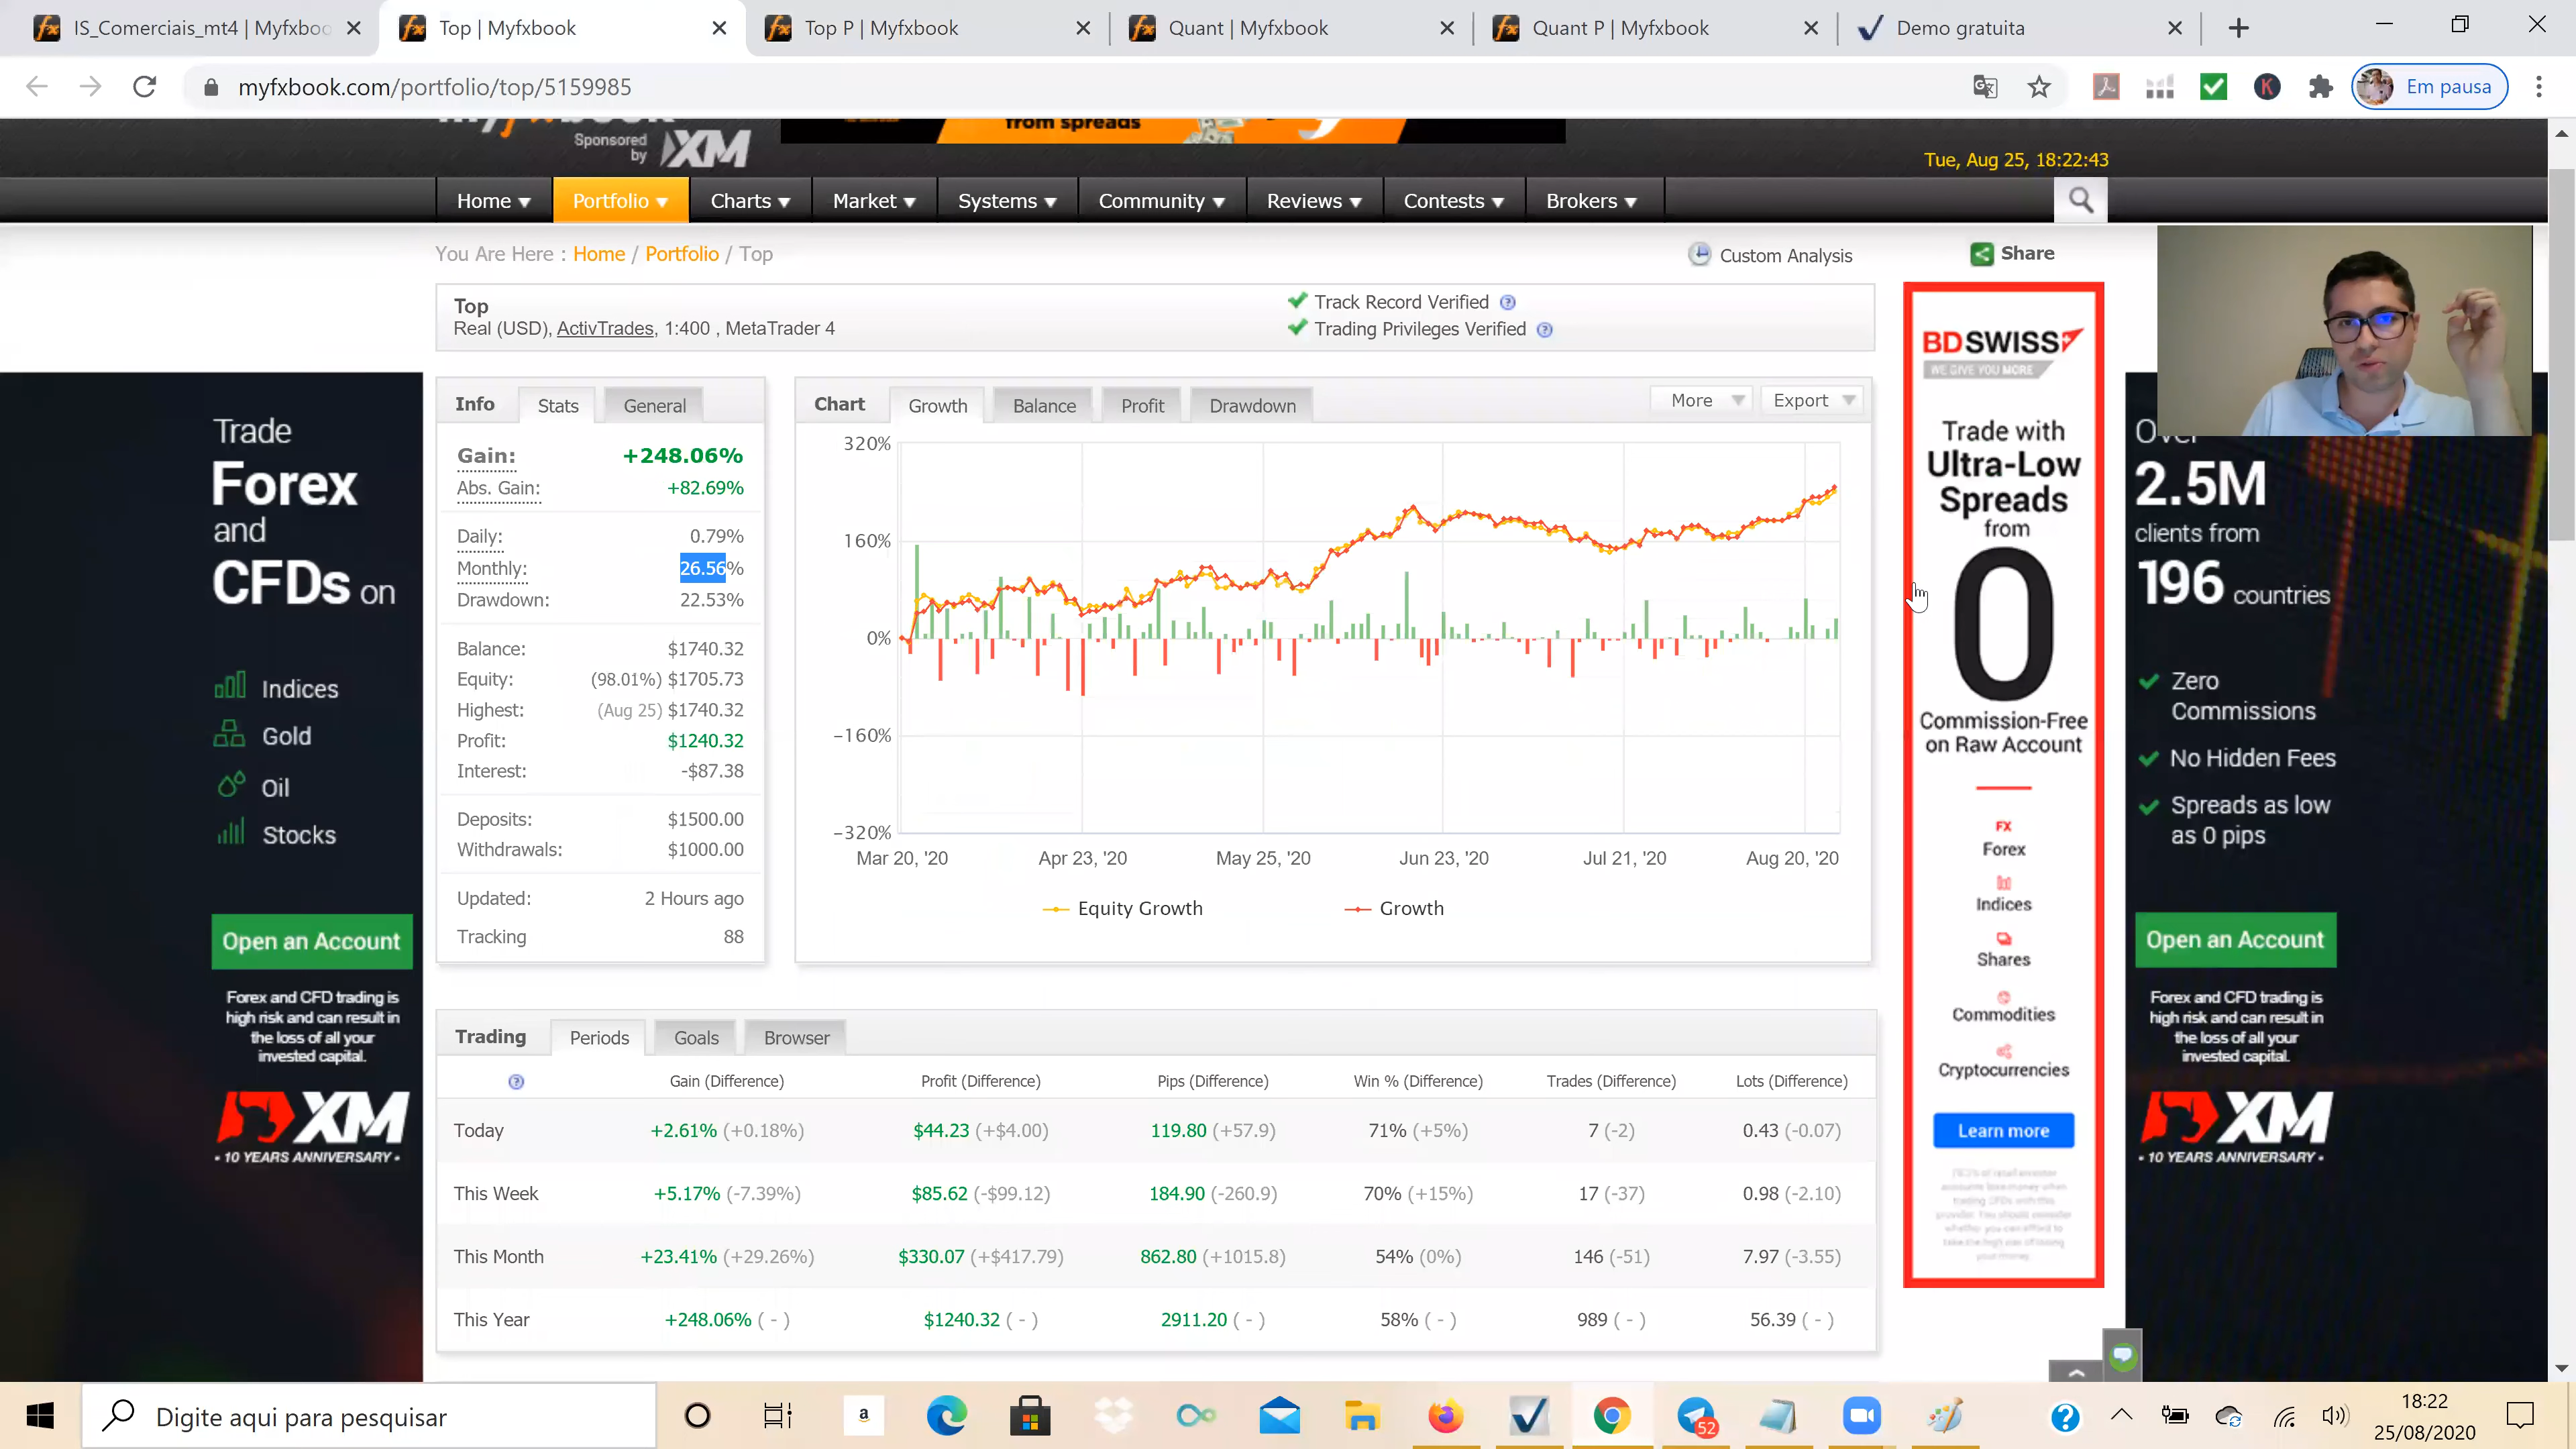 IS_Comerciais_mt4 | Myfxboo
Top | Myfxbook
Top P | Myfxbook
Quant | Myfxbook
Quant P | Myfxbook
Demo gratuita
myfxbook.com/portfolio/top/5159985
Em pausa
Sponsored
by XM
from spreads
Tue, Aug 25, 18:22:43
Home Portfolio Charts Market Systems Community Reviews Contests Brokers
You Are Here : Home / Portfolio / Top
Custom Analysis
Share
Top
Real (USD), ActivTrades, 1:400 , MetaTrader 4
Track Record Verified
Trading Privileges Verified
Info Stats General
Gain: +248.06%
Abs. Gain: +82.69%
Daily: 0.79%
Monthly: 26.56%
Drawdown: 22.53%
Balance: $1740.32
Equity: (98.01%) $1705.73
Highest: (Aug 25) $1740.32
Profit: $1240.32
Interest: -$87.38
Deposits: $1500.00
Withdrawals: $1000.00
Updated: 2 Hours ago
Tracking 88
Chart Growth Balance Profit Drawdown More Export
320%
160%
0%
-160%
-320%
Mar 20, '20 Apr 23, '20 May 25, '20 Jun 23, '20 Jul 21, '20 Aug 20, '20
Equity Growth Growth
Trading Periods Goals Browser
Gain (Difference) Profit (Difference) Pips (Difference) Win % (Difference) Trades (Difference) Lots (Difference)
Today +2.61% (+0.18%) $44.23 (+$4.00) 119.80 (+57.9) 71% (+5%) 7 (-2) 0.43 (-0.07)
This Week +5.17% (-7.39%) $85.62 (-$99.12) 184.90 (-260.9) 70% (+15%) 17 (-37) 0.98 (-2.10)
This Month +23.41% (+29.26%) $330.07 (+$417.79) 862.80 (+1015.8) 54% (0%) 146 (-51) 7.97 (-3.55)
This Year +248.06% ( - ) $1240.32 ( - ) 2911.20 ( - ) 58% ( - ) 989 ( - ) 56.39 ( - )
Trade
Forex
and
CFDs on
Indices
Gold
Oil
Stocks
Open an Account
Forex and CFD trading is
high risk and can result in
the loss of all your
invested capital.
XM
• 10 YEARS ANNIVERSARY •
BDSWISS
WE GIVE YOU MORE
Trade with
Ultra-Low
Spreads
from
0
Commission-Free
on Raw Account
FX
Forex
Indices
Shares
Commodities
Cryptocurrencies
Learn more
Over
2.5M
clients from
196 countries
Zero
Commissions
No Hidden Fees
Spreads as low
as 0 pips
Open an Account
Forex and CFD trading is
high risk and can result in
the loss of all your
invested capital.
XM
• 10 YEARS ANNIVERSARY •
Digite aqui para pesquisar
a
52
18:22
25/08/2020